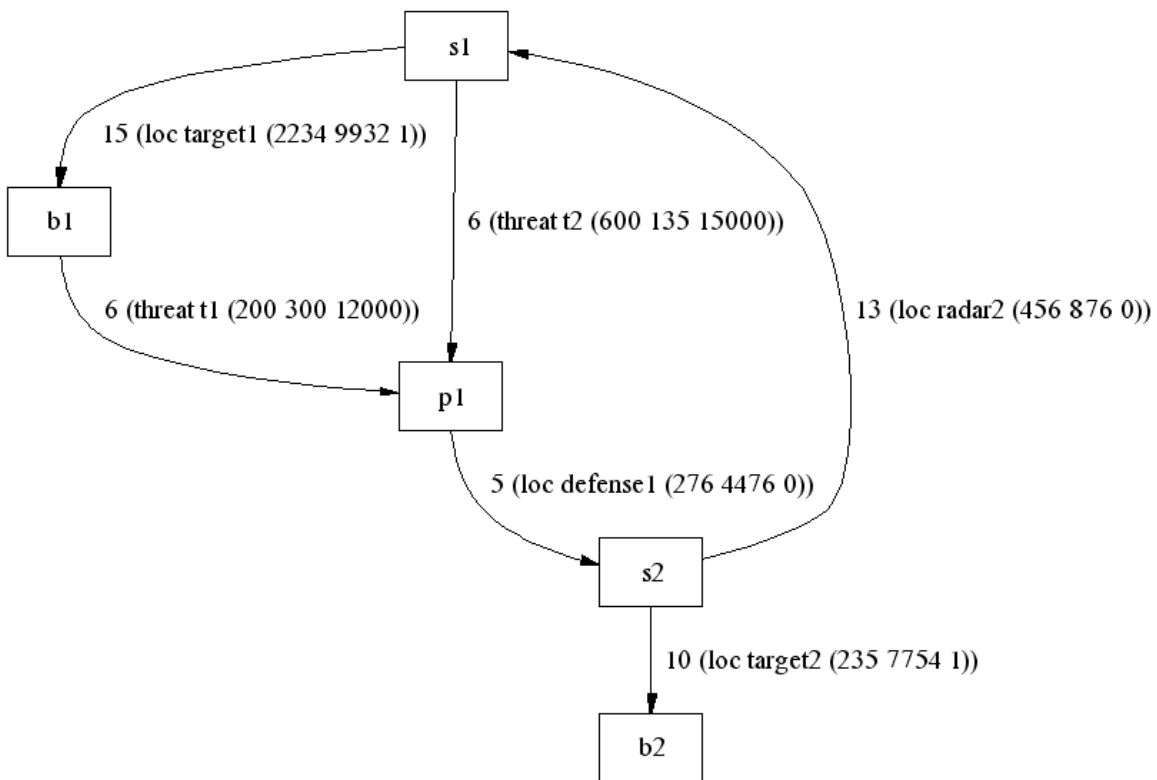 s1
15 (loc target1 (2234 9932 1))
b1
6 (threat t2 (600 135 15000))
6 (threat t1 (200 300 12000))
13 (loc radar2 (456 876 0))
p1
5 (loc defense1 (276 4476 0))
s2
10 (loc target2 (235 7754 1))
b2